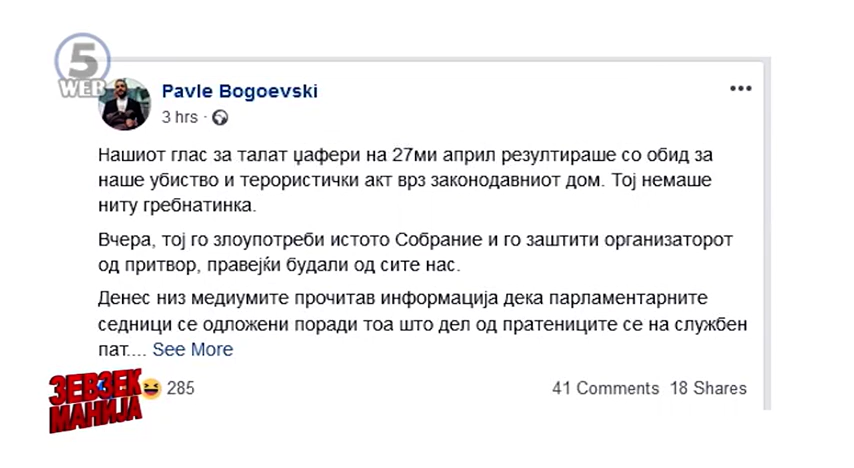 5
WEB
Pavle Bogoevski
3 hrs
Нашиот глас за талат џафери на 27ми април резултираше со обид за
наше убиство и терористички акт врз законодавниот дом. Тој немаше
ниту гребнатинка.
Вчера, тој го злоупотреби истото Собрание и го заштити организаторот
од притвор, правејќи будали од сите нас.
Денес низ медиумите прочитав информација дека парламентарните
седници се одложени поради тоа што дел од пратениците се на службен
пат.... See More
ЗЕВЗЕК
МАНИЈА
285
41 Comments 18 Shares